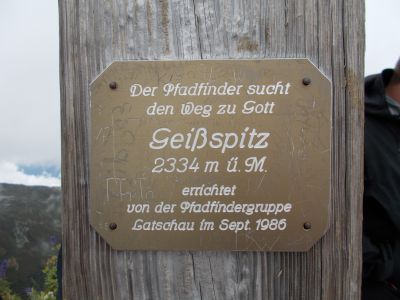 Der Pfadfinder sucht
den Weg zu Gott
Geißspitz
2334 m ü. M.
errichtet
von der Pfadfindergruppe
Latschau im Sept. 1986